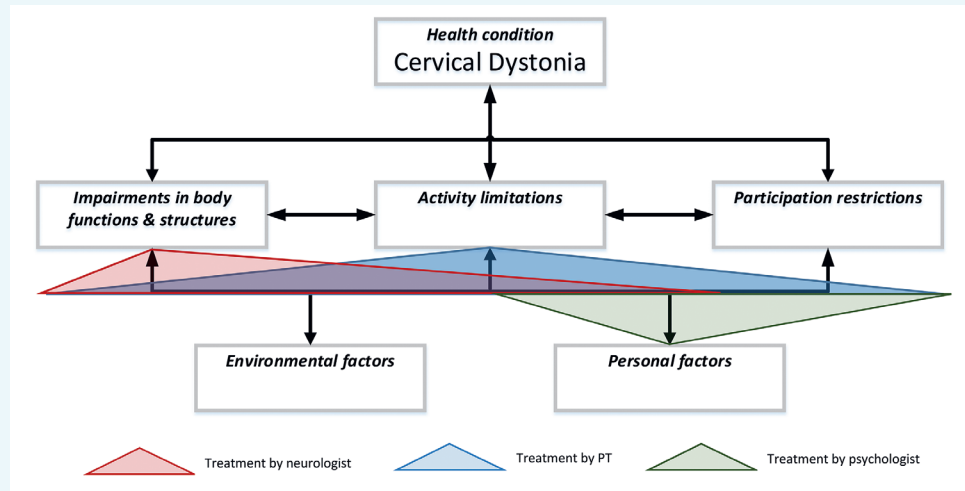 Health condition
Cervical Dystonia
Impairments in body
functions & structures
Activity limitations
Participation restrictions
Environmental factors
Personal factors
Treatment by neurologist
Treatment by PT
Treatment by psychologist